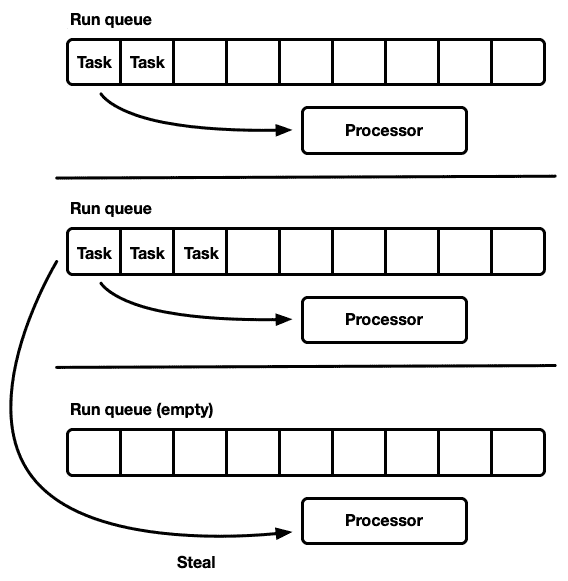 Run queue
Task Task
Processor
Run queue
Task Task Task
Processor
Run queue (empty)
Processor
Steal